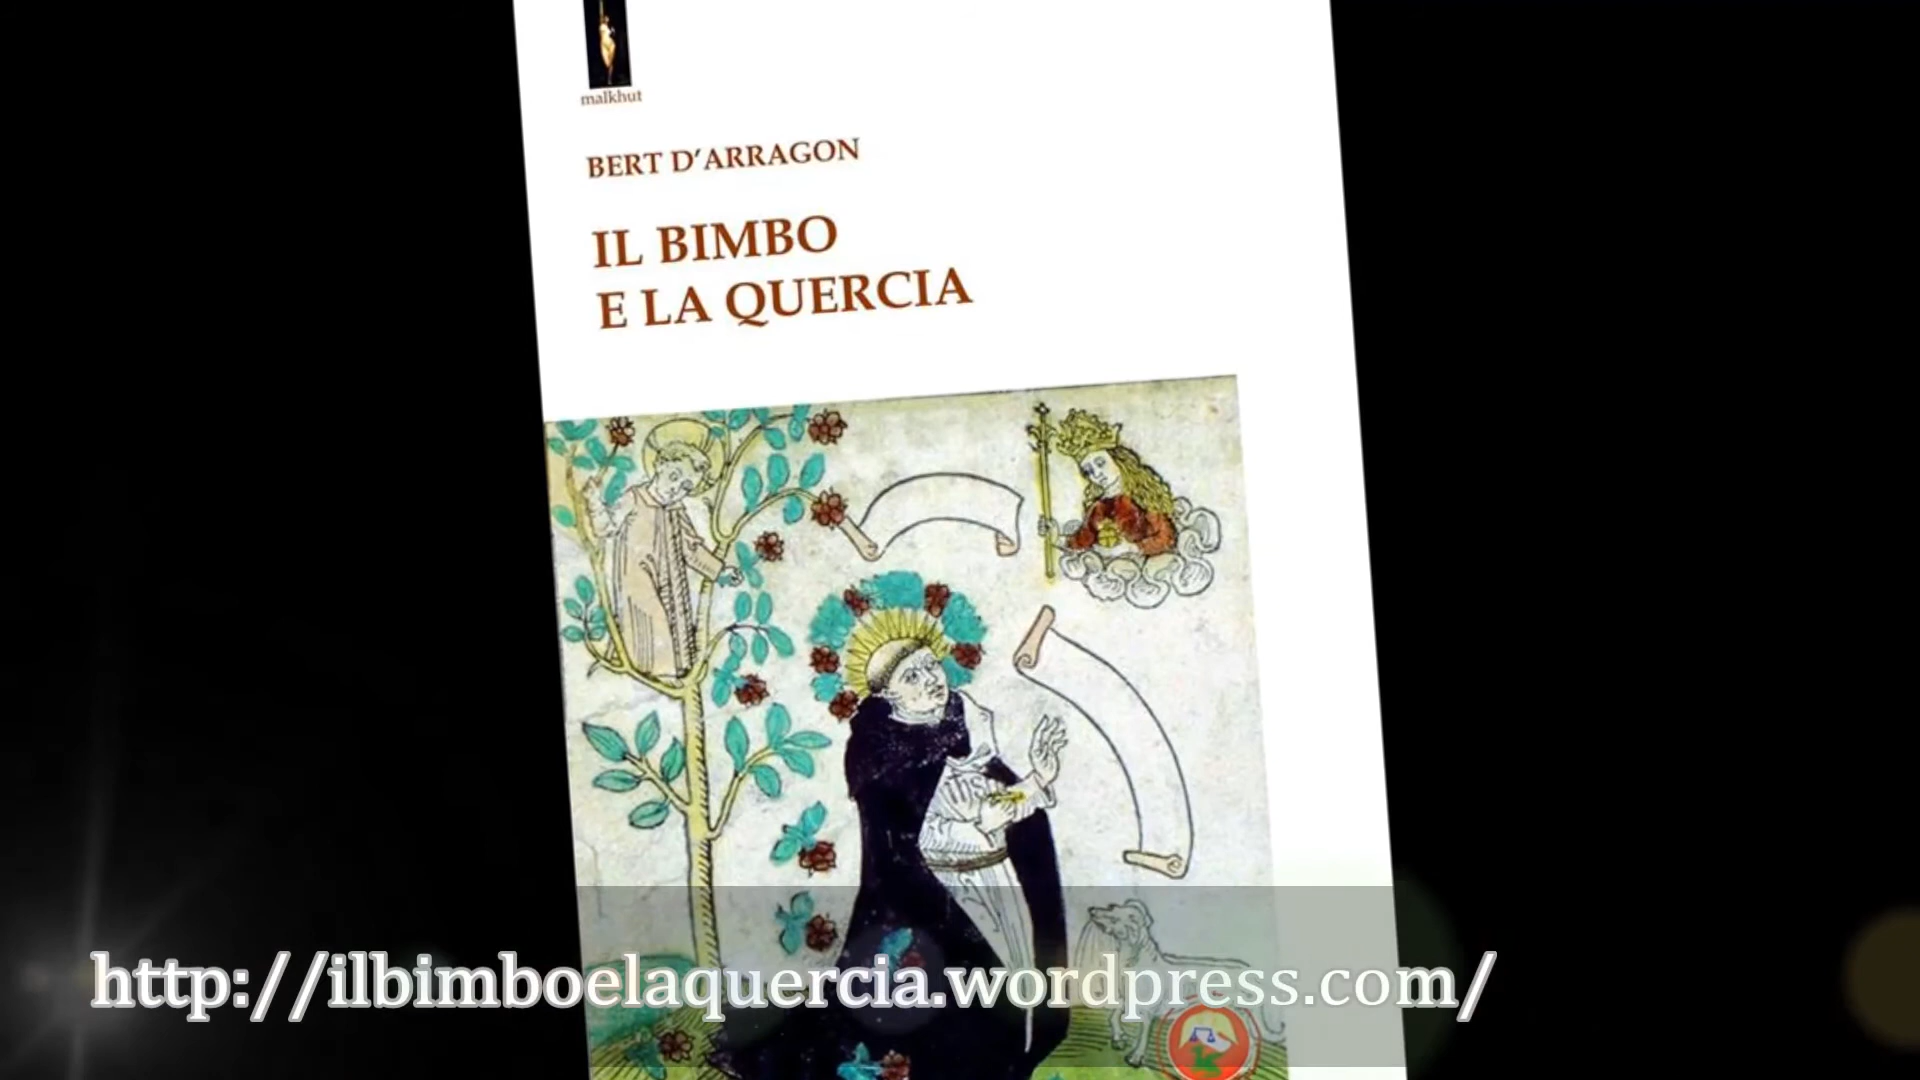 malkhut
BERT D'ARRAGON
IL BIMBO
E LA QUERCIA
http://ilbimboelaquercia.wordpress.com/